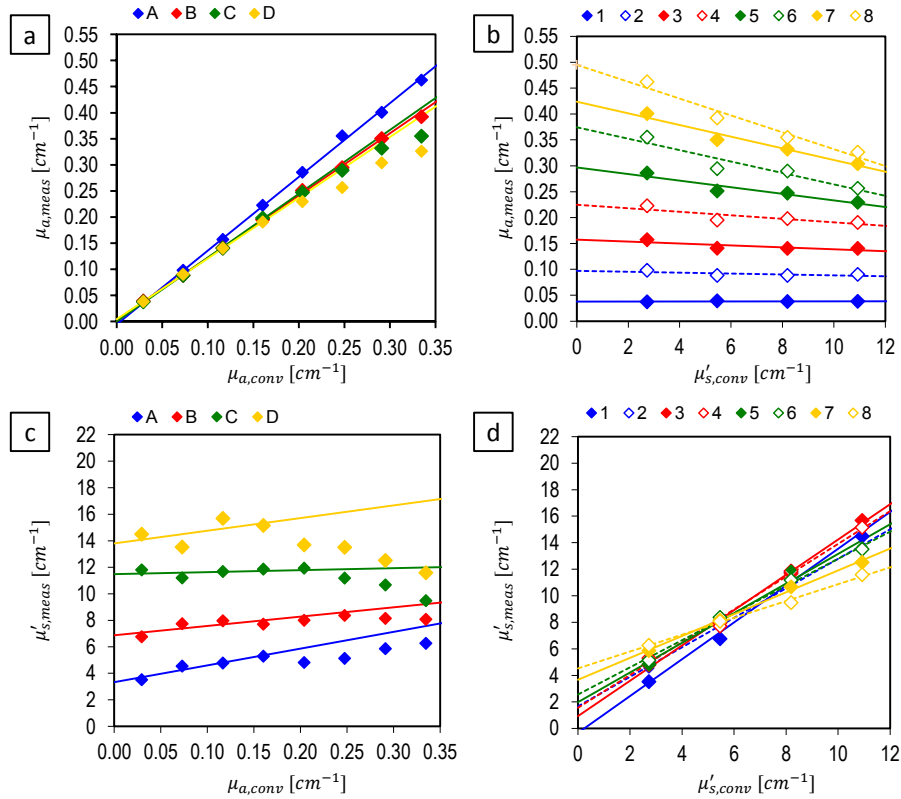 a
A B C D
0.55
0.50
0.45
0.40
0.35
0.30
0.25
0.20
0.15
0.10
0.05
0.00
μa,meas [cm−1]
0.00 0.05 0.10 0.15 0.20 0.25 0.30 0.35
μa,conv [cm−1]
b
1 2 3 4 5 6 7 8
0.55
0.50
0.45
0.40
0.35
0.30
0.25
0.20
0.15
0.10
0.05
0.00
μa,meas [cm−1]
0 2 4 6 8 10 12
μ′s,conv [cm−1]
c
A B C D
22
20
18
16
14
12
10
8
6
4
2
0
μ′s,meas [cm−1]
0.00 0.05 0.10 0.15 0.20 0.25 0.30 0.35
μa,conv [cm−1]
d
1 2 3 4 5 6 7 8
22
20
18
16
14
12
10
8
6
4
2
0
μ′s,meas [cm−1]
0 2 4 6 8 10 12
μ′s,conv [cm−1]